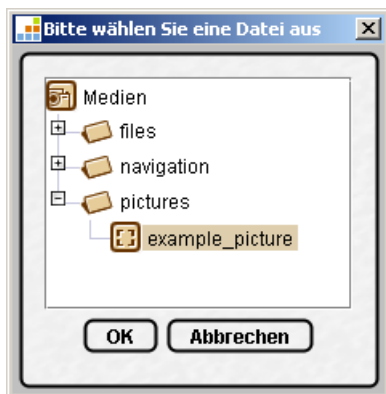 Bitte wählen Sie eine Datei aus
Medien
files
navigation
pictures
example_picture
OK Abbrechen